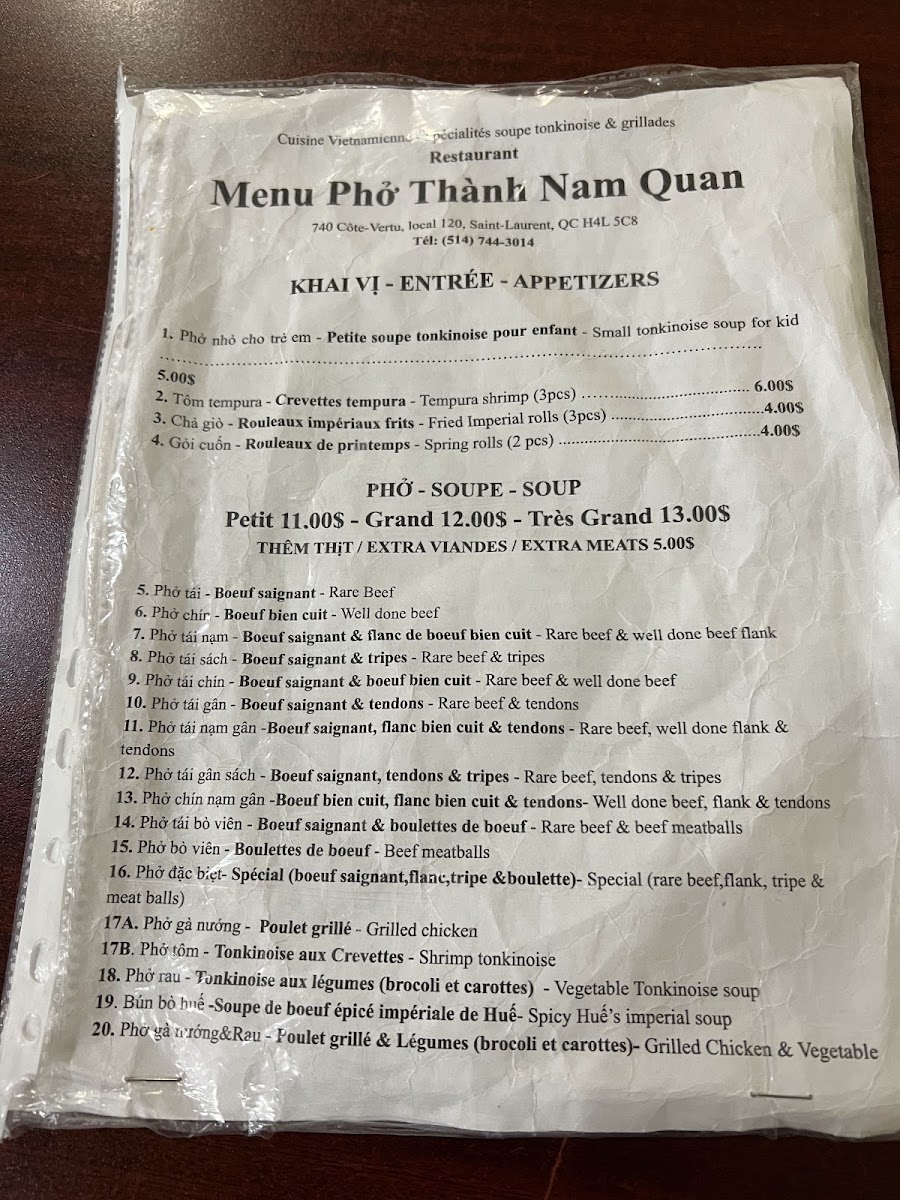 Cuisine Vietnamienne pécialités soupe tonkinoise & grillades
Restaurant
Menu Phở Thành Nam Quan
740 Côte-Vertu, local 120, Saint-Laurent, QC H4L 5C8
Tél: (514) 744-3014
KHAI VỊ - ENTRÉE - APPETIZERS
1. Phở nhỏ cho trẻ em - Petite soupe tonkinoise pour enfant - Small tonkinoise soup for kid
..........................................................................................................
5.00$
2. Tôm tempura - Crevettes tempura - Tempura shrimp (3pcs) .............................. 6.00$
3. Chả giò - Rouleaux impériaux frits - Fried Imperial rolls (3pcs) ...........................4.00$
4. Gỏi cuốn - Rouleaux de printemps - Spring rolls (2 pcs) ....................................4.00$
PHỞ - SOUPE - SOUP
Petit 11.00$ - Grand 12.00$ - Très Grand 13.00$
THÊM THịT / EXTRA VIANDES / EXTRA MEATS 5.00$
5. Phở tái - Boeuf saignant - Rare Beef
6. Phở chín - Boeuf bien cuit - Well done beef
7. Phở tái nạm - Boeuf saignant & flanc de boeuf bien cuit - Rare beef & well done beef flank
8. Phở tái sách - Boeuf saignant & tripes - Rare beef & tripes
9. Phở tái chín - Boeuf saignant & boeuf bien cuit - Rare beef & well done beef
10. Phở tái gân - Boeuf saignant & tendons - Rare beef & tendons
11. Phở tái nạm gân -Boeuf saignant, flanc bien cuit & tendons - Rare beef, well done flank &
tendons
12. Phở tái gân sách - Boeuf saignant, tendons & tripes - Rare beef, tendons & tripes
13. Phở chín nạm gân -Boeuf bien cuit, flanc bien cuit & tendons- Well done beef, flank & tendons
14. Phở tái bò viên - Boeuf saignant & boulettes de boeuf - Rare beef & beef meatballs
15. Phở bò viên - Boulettes de boeuf - Beef meatballs
16. Phở đặc biẹt- Spécial (boeuf saignant,flanc,tripe &boulette)- Special (rare beef,flank, tripe &
meat balls)
17A. Phở gà nướng - Poulet grillé - Grilled chicken
17B. Phở tôm - Tonkinoise aux Crevettes - Shrimp tonkinoise
18. Phở rau - Tonkinoise aux légumes (brocoli et carottes) - Vegetable Tonkinoise soup
19. Bún bò huế -Soupe de boeuf épicé impériale de Huế- Spicy Huế's imperial soup
20. Phở gà nướng&Rau - Poulet grillé & Légumes (brocoli et carottes)- Grilled Chicken & Vegetable